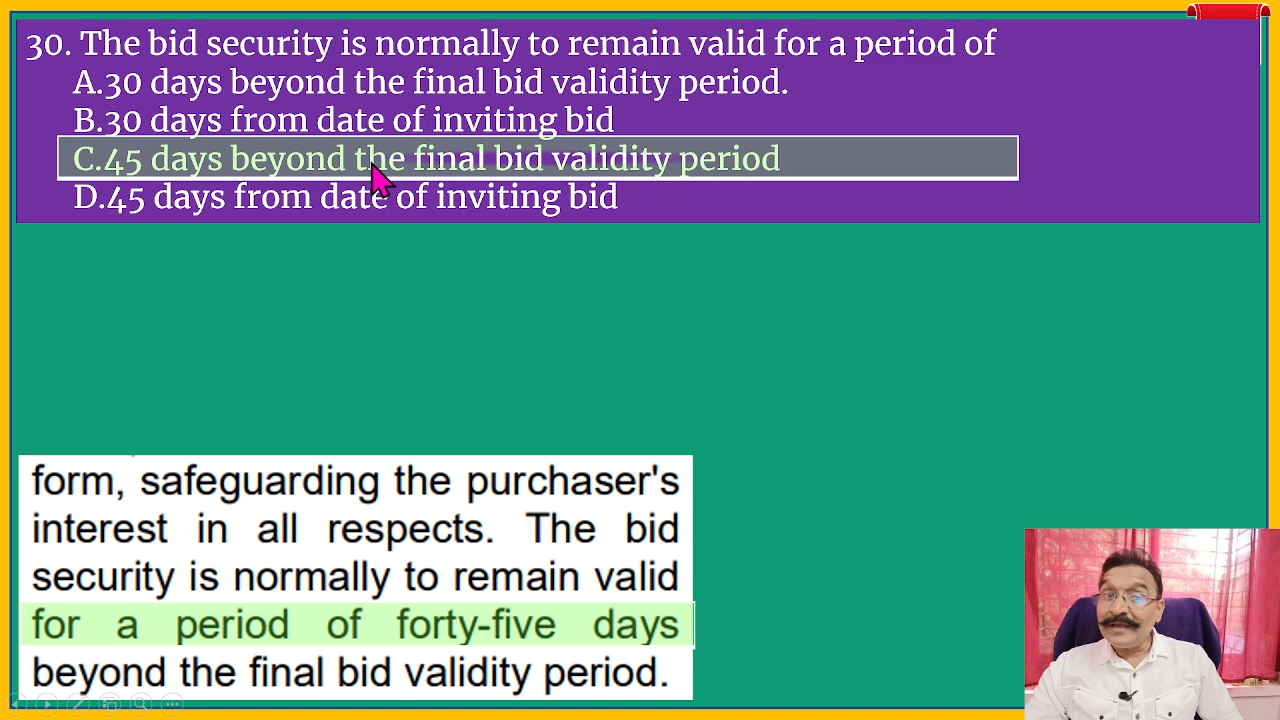 30. The bid security is normally to remain valid for a period of
A.30 days beyond the final bid validity period.
B.30 days from date of inviting bid
C.45 days beyond the final bid validity period
D.45 days from date of inviting bid
form, safeguarding the purchaser's
interest in all respects. The bid
security is normally to remain valid
for a period of forty-five days
beyond the final bid validity period.